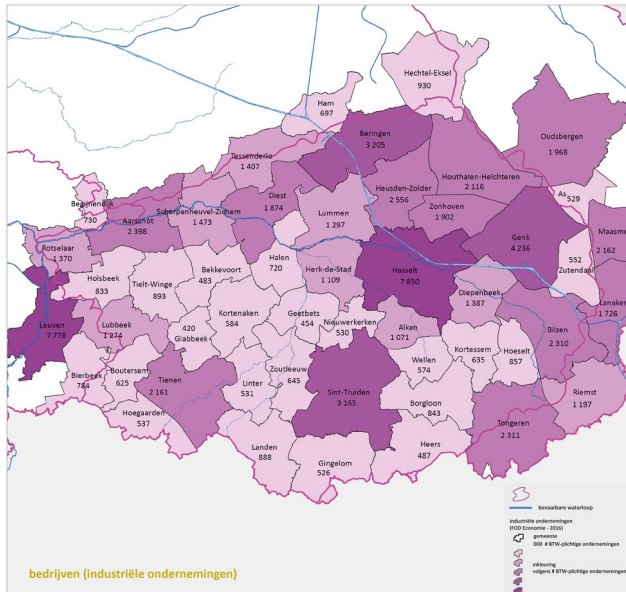 Hechtel-Eksel
930
Ham
697
Beringen
3 205
Oudsbergen
1 968
Tessenderlo
1 407
Houthalen-Helchteren
2 116
Heusden-Zolder
2 556
As
529
Diest
1 874
Zonhoven
1 902
Begijnendijk
730
Aarschot
2 398
Scherpenheuvel-Zichem
1 473
Lummen
1 297
Genk
4 236
Maasme
2 162
Rotselaar
1 370
Halen
720
552
Zutendaal
Holsbeek
833
Tielt-Winge
893
Bekkevoort
483
Herk-de-Stad
1 109
Hasselt
7 850
Diepenbeek
1 387
Lanaken
1 726
Leuven
7 778
Lubbeek
1 274
420
Glabbeek
Kortenaken
584
Geetbets
454
Nieuwerkerken
530
Alken
1 071
Bilzen
2 310
Kortessem
635
Hoeselt
857
Wellen
574
Bierbeek
784
Boutersem
625
Tienen
2 161
Linter
531
Zoutleeuw
645
Sint-Truiden
3 165
Borgloon
843
Riemst
1 197
Hoegaarden
537
Tongeren
2 311
Landen
888
Gingelom
526
Heers
487
bevaarbare waterloop
Industriële ondernemingen
(FOD Economie - 2016)
gemeente
000 # BTW-plichtige ondernemingen
inkleuring
volgens # BTW-plichtige ondernemingen
bedrijven (industriële ondernemingen)